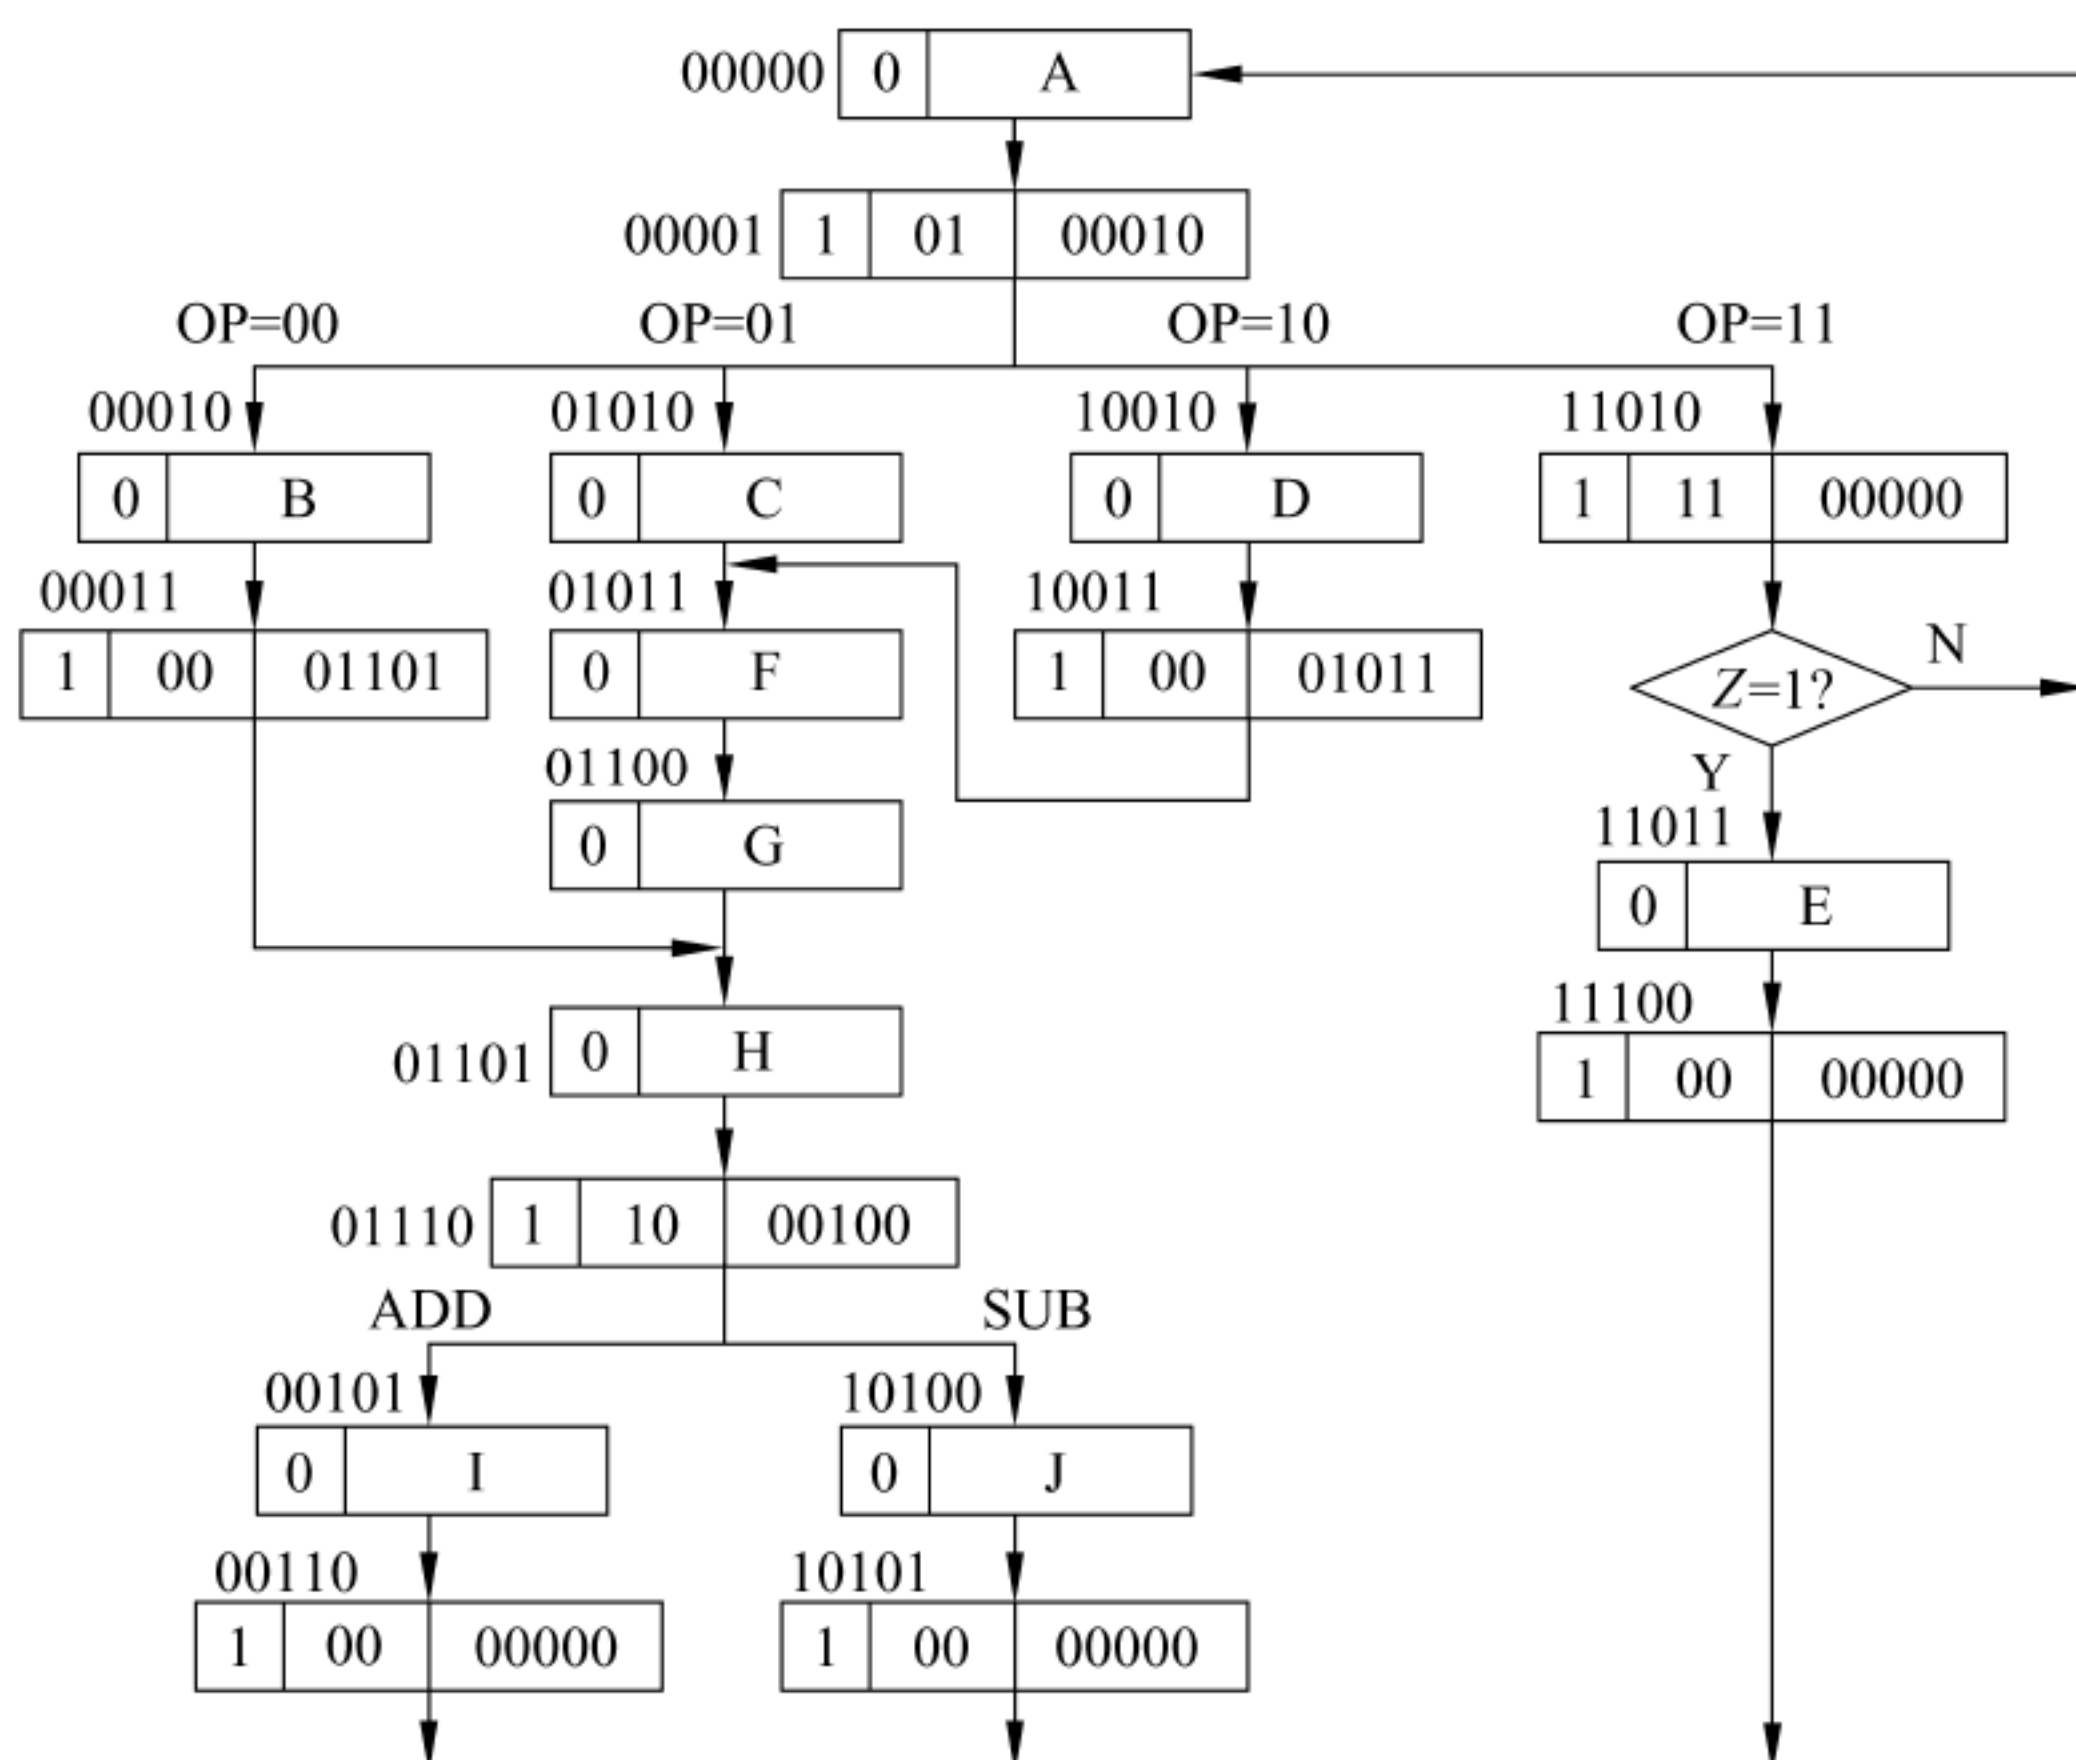 00000 0 A
00001 1 01 00010
OP=00 OP=01 OP=10 OP=11
00010 01010 10010 11010
0 B 0 C 0 D 1 11 00000
00011 01011 10011
1 00 01101 0 F 1 00 01011 Z=1? N
01100 Y
0 G 11011
0 E
11100
01101 0 H 1 00 00000
01110 1 10 00100
ADD SUB
00101 10100
0 I 0 J
00110 10101
1 00 00000 1 00 00000